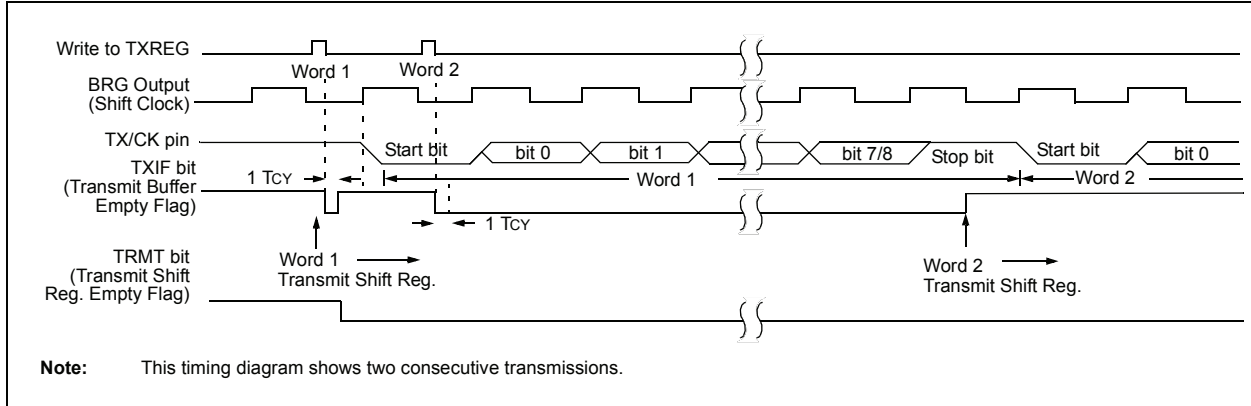 Write to TXREG
Word 1
Word 2
BRG Output
(Shift Clock)
TX/CK pin
Start bit
bit 0
bit 1
bit 7/8
Stop bit
Start bit
bit 0
TXIF bit
(Transmit Buffer
Empty Flag)
1 TCY
Word 1
Word 2
1 TCY
Word 1
Transmit Shift Reg.
Word 2
Transmit Shift Reg.
TRMT bit
(Transmit Shift
Reg. Empty Flag)
Note: This timing diagram shows two consecutive transmissions.